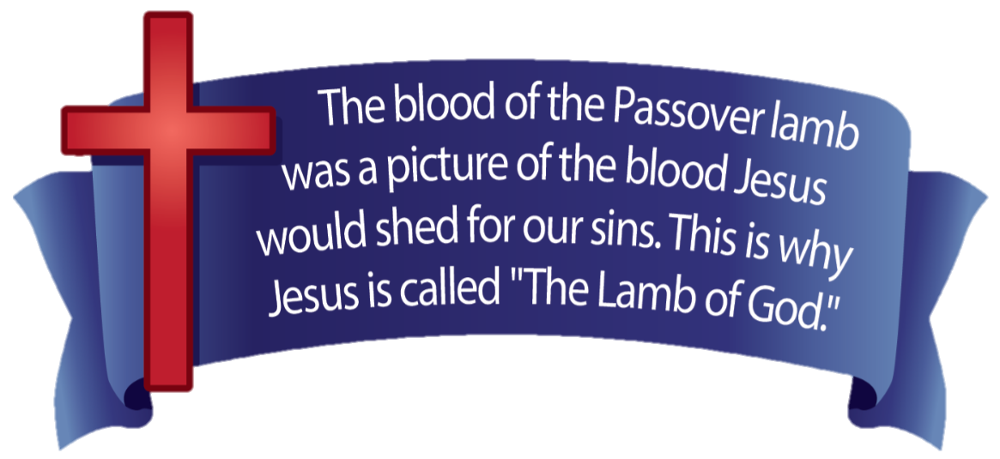 The blood of the Passover lamb
was a picture of the blood Jesus
would shed for our sins. This is why
Jesus is called "The Lamb of God."